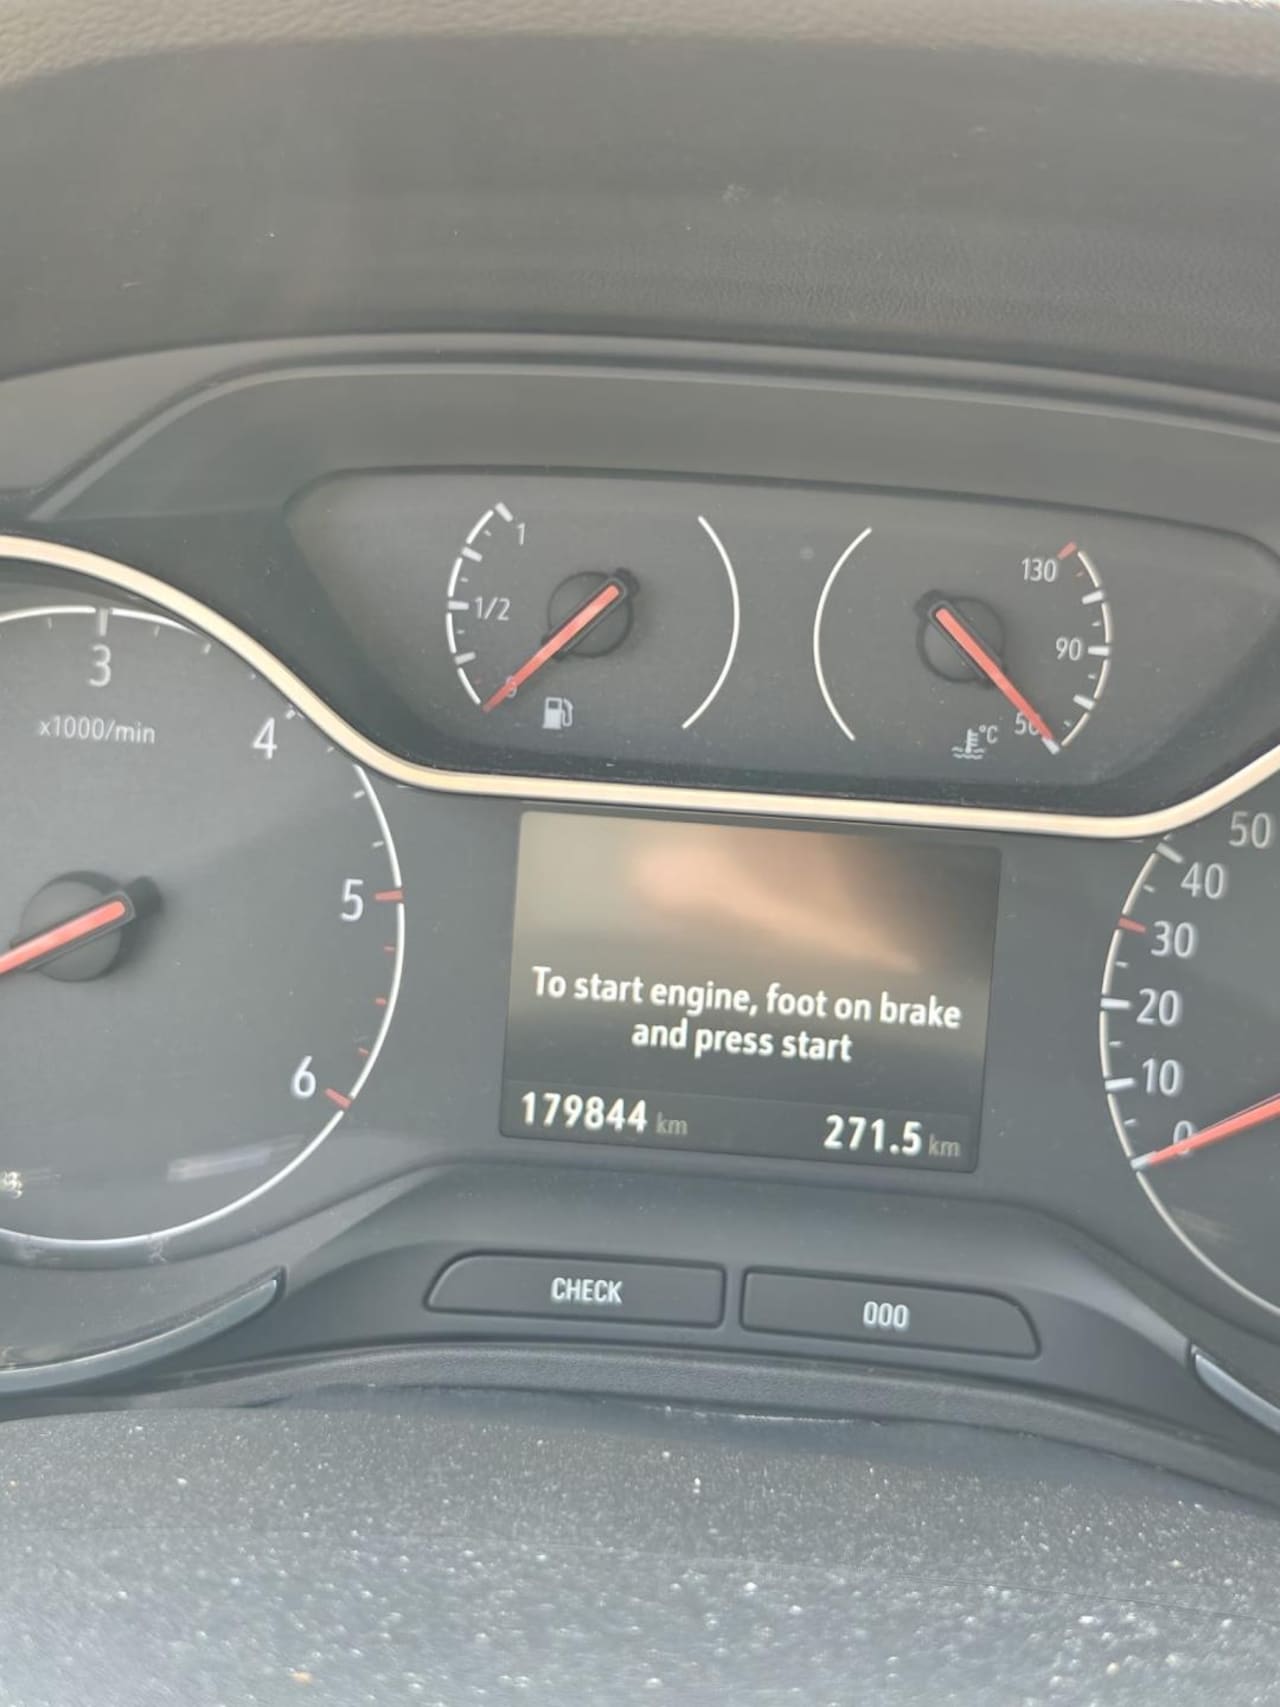 1
1/2
130
90
°C
3
x1000/min
4
5
6
50
40
30
20
10
0
To start engine, foot on brake
and press start
179844 km
271.5 km
CHECK
000